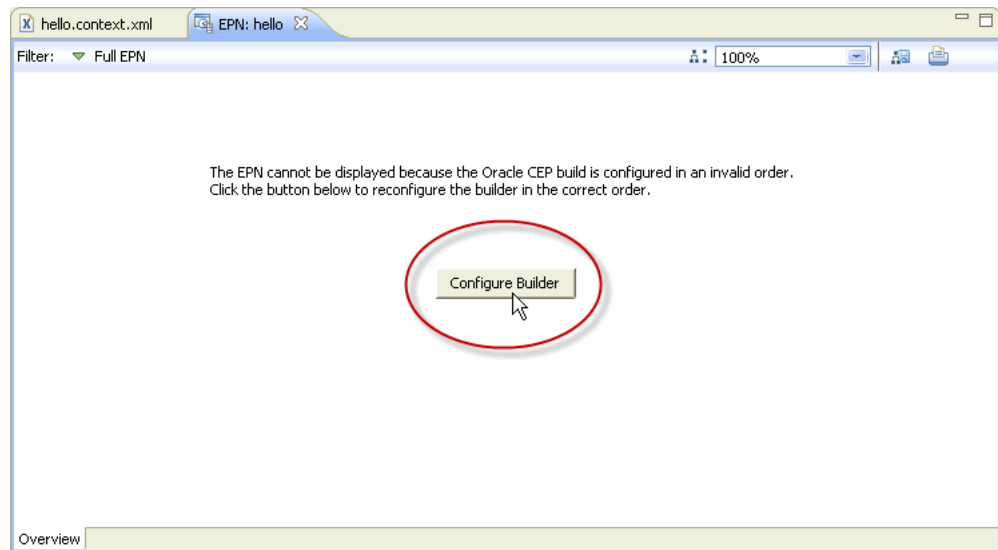 hello.context.xml
EPN: hello
Filter: Full EPN
100%
The EPN cannot be displayed because the Oracle CEP build is configured in an invalid order.
Click the button below to reconfigure the builder in the correct order.
Configure Builder
Overview